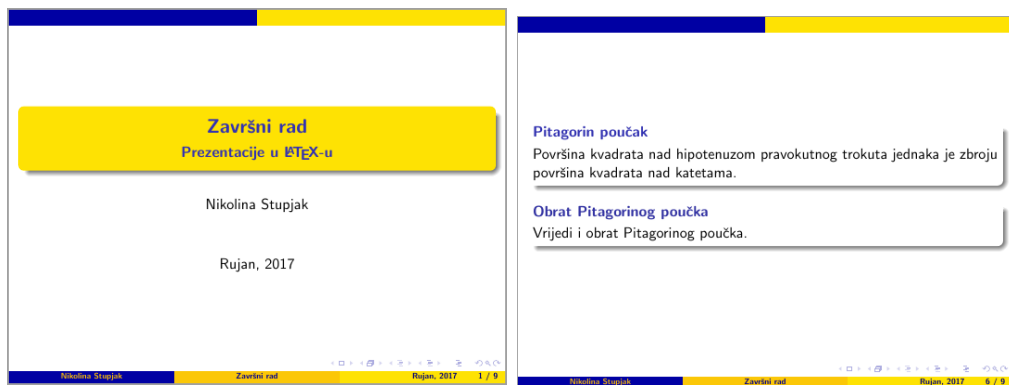 Završni rad
Prezentacije u LATEX-u
Nikolina Stupjak
Rujan, 2017
Nikolina Stupjak Završni rad Rujan, 2017 1 / 9
Pitagorin poučak
Površina kvadrata nad hipotenuzom pravokutnog trokuta jednaka je zbroju
površina kvadrata nad katetama.
Obrat Pitagorinog poučka
Vrijedi i obrat Pitagorinog poučka.
Nikolina Stupjak Završni rad Rujan, 2017 6 / 9